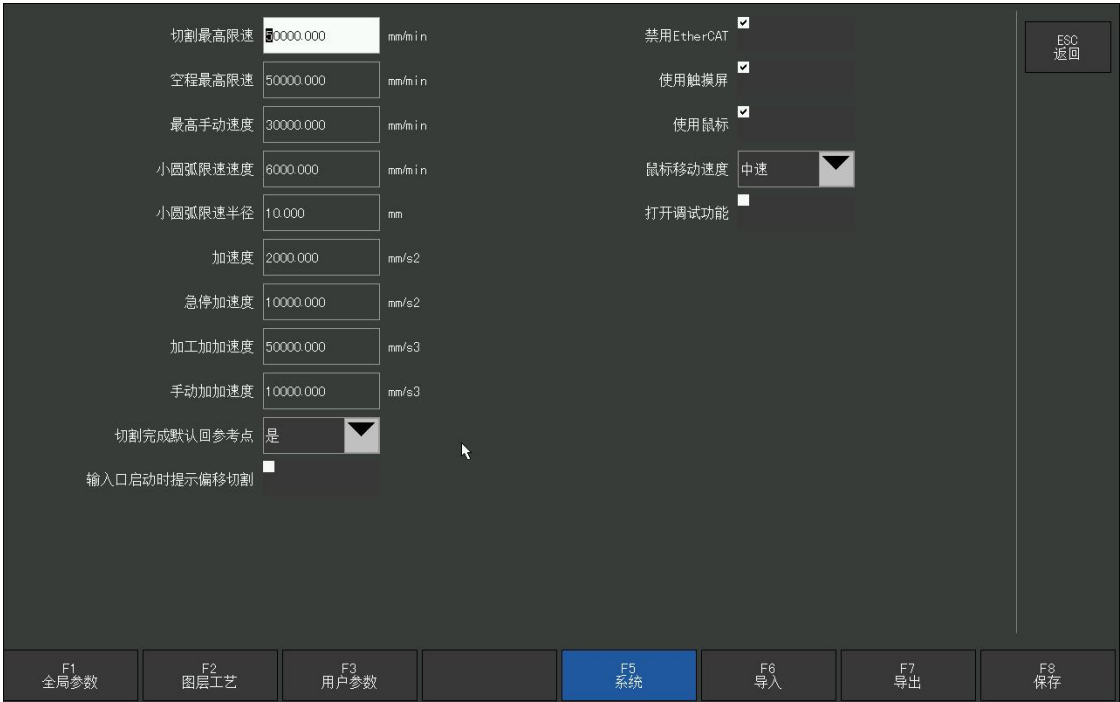 切割最高限速 50000.000 mm/min
空程最高限速 50000.000 mm/min
最高手动速度 30000.000 mm/min
小圆弧限速速度 6000.000 mm/min
小圆弧限速半径 10.000 mm
加速度 2000.000 mm/s2
急停加速度 10000.000 mm/s2
加工加加速度 50000.000 mm/s3
手动加加速度 10000.000 mm/s3
切割完成默认回参考点 是
输入口启动时提示偏移切割
禁用EtherCAT
使用触摸屏
使用鼠标
鼠标移动速度 中速
打开调试功能
ESC
返回
F1
全局参数
F2
图层工艺
F3
用户参数
F5
系统
F6
导入
F7
导出
F8
保存